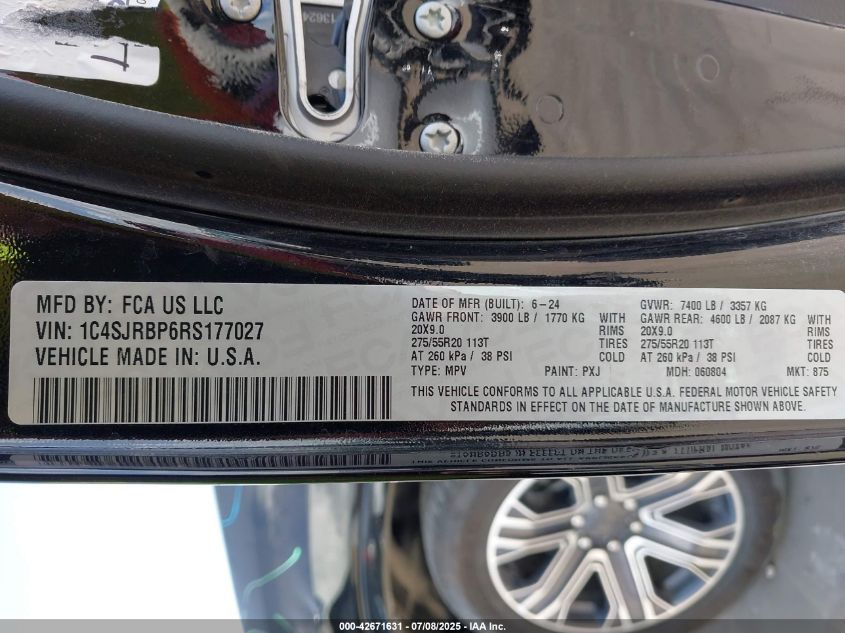 13624
MFD BY: FCA US LLC
VIN: 1C4SJRBP6RS177027
VEHICLE MADE IN: U.S.A.
DATE OF MFR (BUILT): 6-24 GVWR: 7400 LB / 3357 KG
GAWR FRONT: 3900 LB / 1770 KG WITH GAWR REAR: 4600 LB / 2087 KG WITH
20X9.0 RIMS 20X9.0 RIMS
275/55R20 113T TIRES 275/55R20 113T TIRES
AT 260 kPa / 38 PSI COLD AT 260 kPa / 38 PSI COLD
TYPE: MPV PAINT: PXJ MDH: 060804 MKT: 875
THIS VEHICLE CONFORMS TO ALL APPLICABLE U.S.A. FEDERAL MOTOR VEHICLE SAFETY
STANDARDS IN EFFECT ON THE DATE OF MANUFACTURE SHOWN ABOVE.
000-42671631 - 07/08/2025 - IAA Inc.